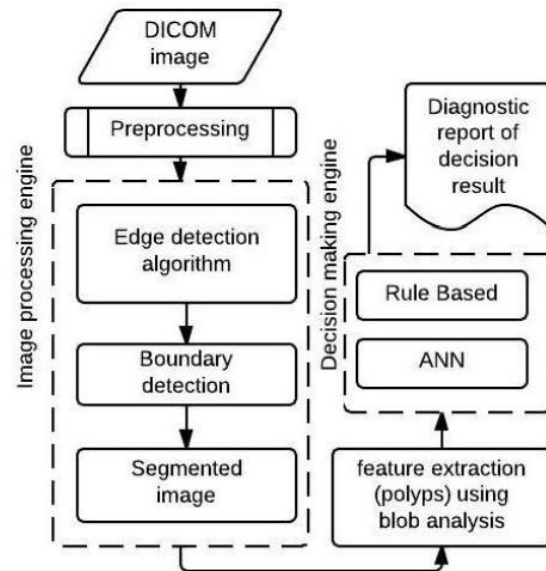 DICOM
image
Preprocessing
Image processing engine
Edge detection
algorithm
Boundary
detection
Segmented
image
feature extraction
(polyps) using
blob analysis
Decision making engine
Rule Based
ANN
Diagnostic
report of
decision
result